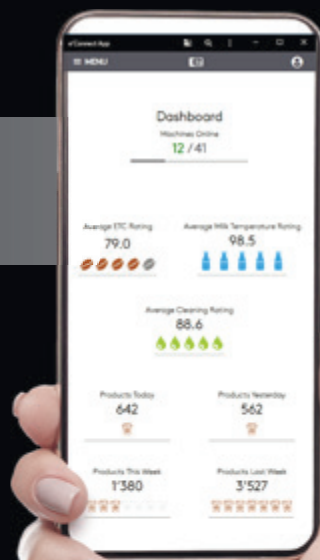 e'Connect App
MENU
Dashboard
Machines Online
12 / 41
Average ETC Rating
79.0
Average Milk Temperature Rating
98.5
Average Cleaning Rating
88.6
Products Today
642
Products Yesterday
562
Products This Week
1'380
Products Last Week
3'527